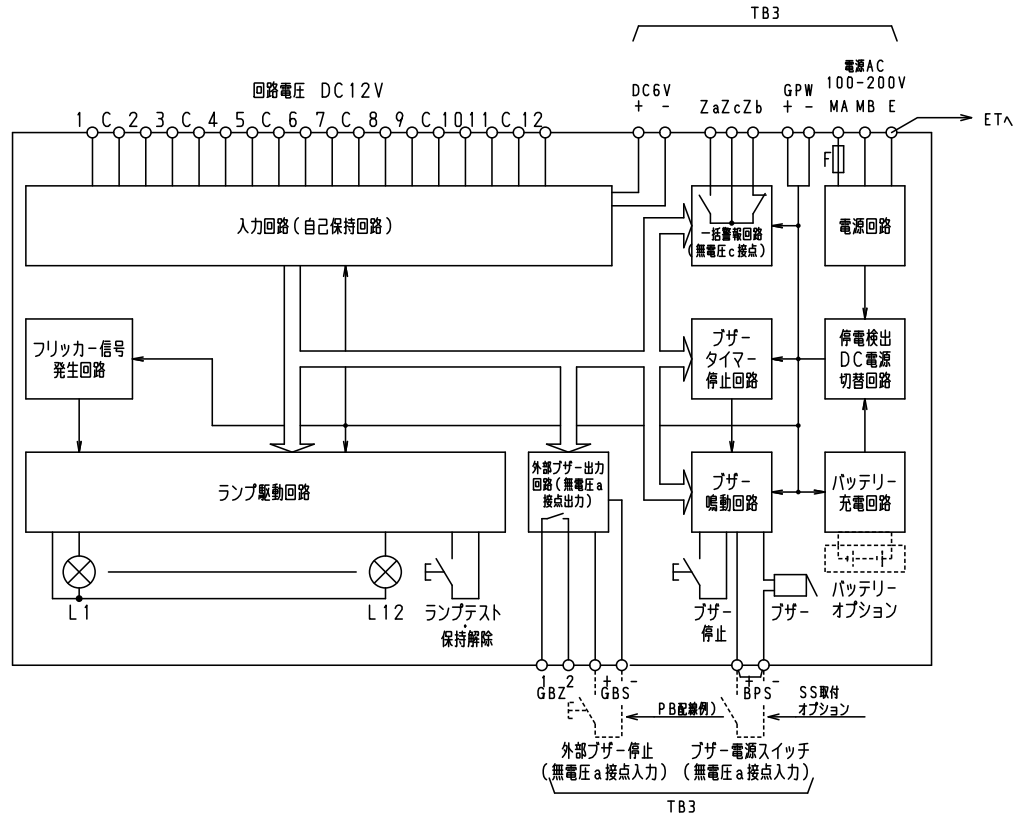 TB3
電源AC
100-200V
回路電圧 DC12V
DC6V
GPW
+ -
Za Zc Zb
+ -
MA MB E
1 C 2 3 C 4 5 C 6 7 C 8 9 C 10 11 C 12
ETへ
F
入力回路(自己保持回路)
一括警報回路
(無電圧c接点)
電源回路
フリッカー信号
発生回路
ブザー
タイマー
停止回路
停電検出
DC電源
切替回路
ランプ駆動回路
外部ブザー出力
回路(無電圧a
接点出力)
ブザー
鳴動回路
バッテリー
充電回路
L1
L12
ランプテスト
・
保持解除
ブザー
停止
ブザー
バッテリー
オプション
1 2 + -
GBZ GBS
+ -
BPS
SS取付
オプション
PB配線例)
外部ブザー停止
(無電圧a接点入力)
ブザー電源スイッチ
(無電圧a接点入力)
TB3